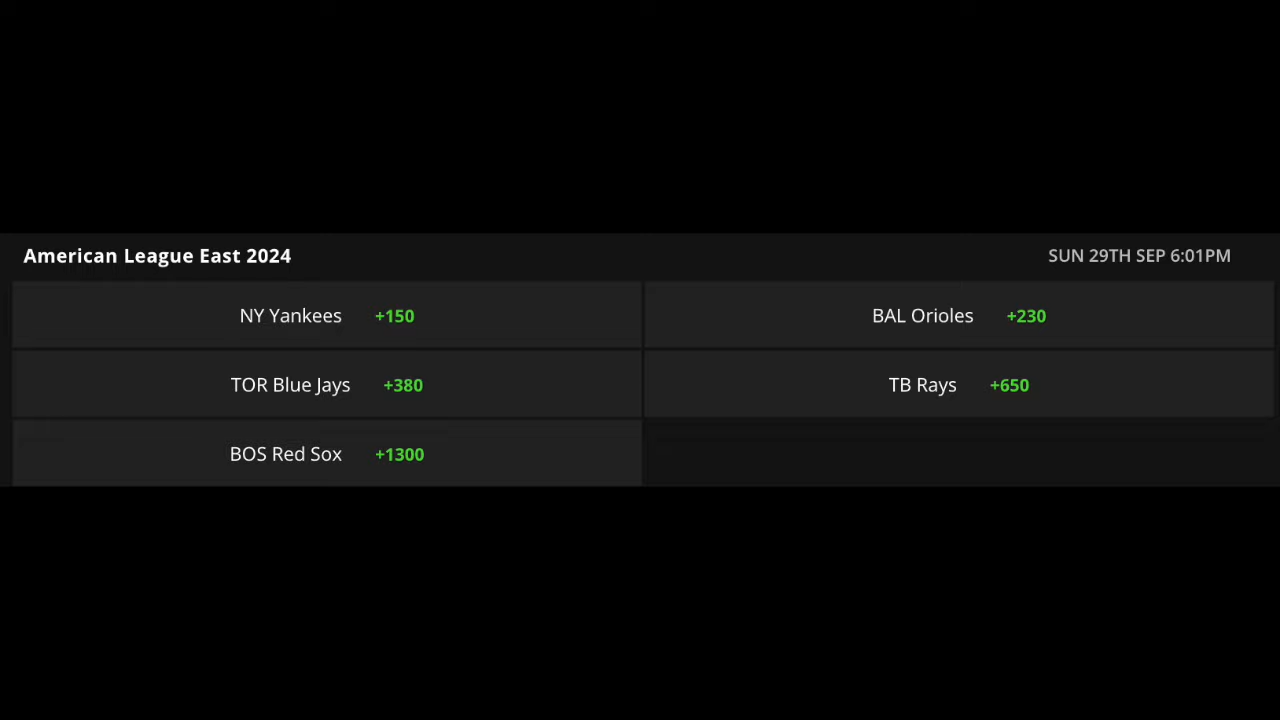 American League East 2024 SUN 29TH SEP 6:01PM
NY Yankees +150 BAL Orioles +230
TOR Blue Jays +380 TB Rays +650
BOS Red Sox +1300